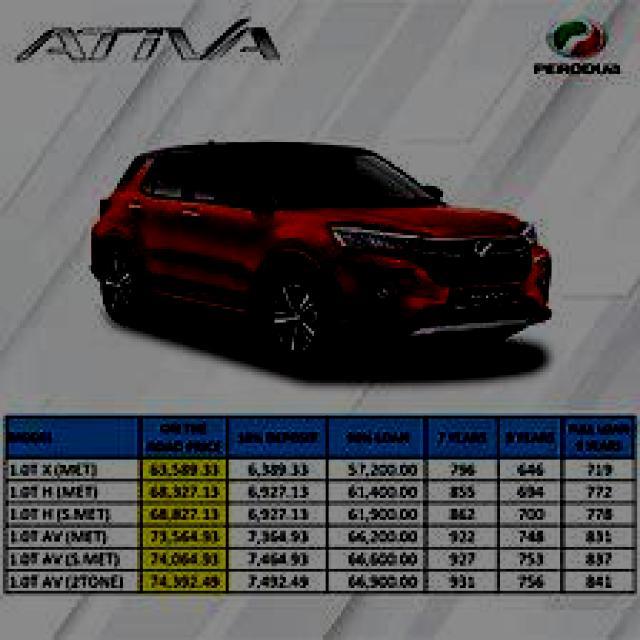 ATIVA
PERODUA
MODEL ON THE ROAD PRICE 10% DEPOSIT 90% LOAN 7 YEARS 9 YEARS FULL LOAN 9 YEARS
1.0T X (MET) 63,589.33 6,389.33 57,200.00 796 646 719
1.0T H (MET) 68,327.13 6,927.13 61,400.00 855 694 772
1.0T H (S.MET) 68,827.13 6,927.13 61,900.00 862 700 778
1.0T AV (MET) 73,564.93 7,364.93 66,200.00 922 748 831
1.0T AV (S.MET) 74,064.93 7,464.93 66,600.00 927 753 837
1.0T AV (2TONE) 74,392.49 7,492.49 66,900.00 931 756 841